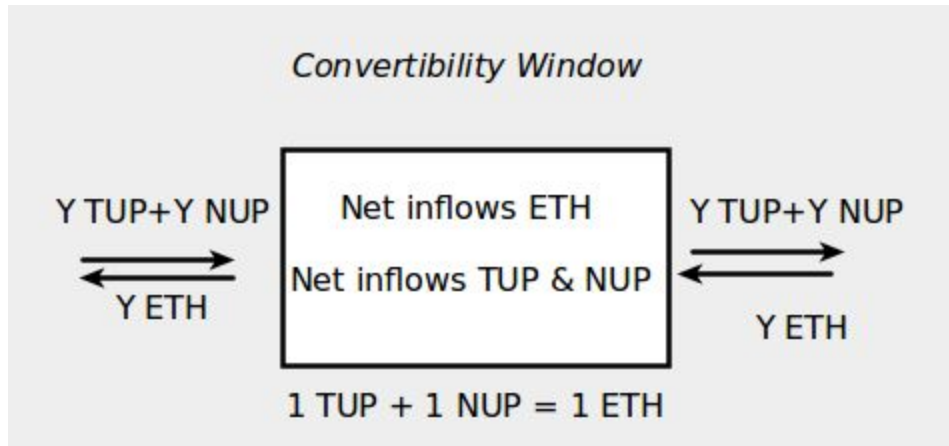 Convertibility Window
Y TUP+Y NUP
Y ETH
Net inflows ETH
Net inflows TUP & NUP
Y TUP+Y NUP
Y ETH
1 TUP + 1 NUP = 1 ETH